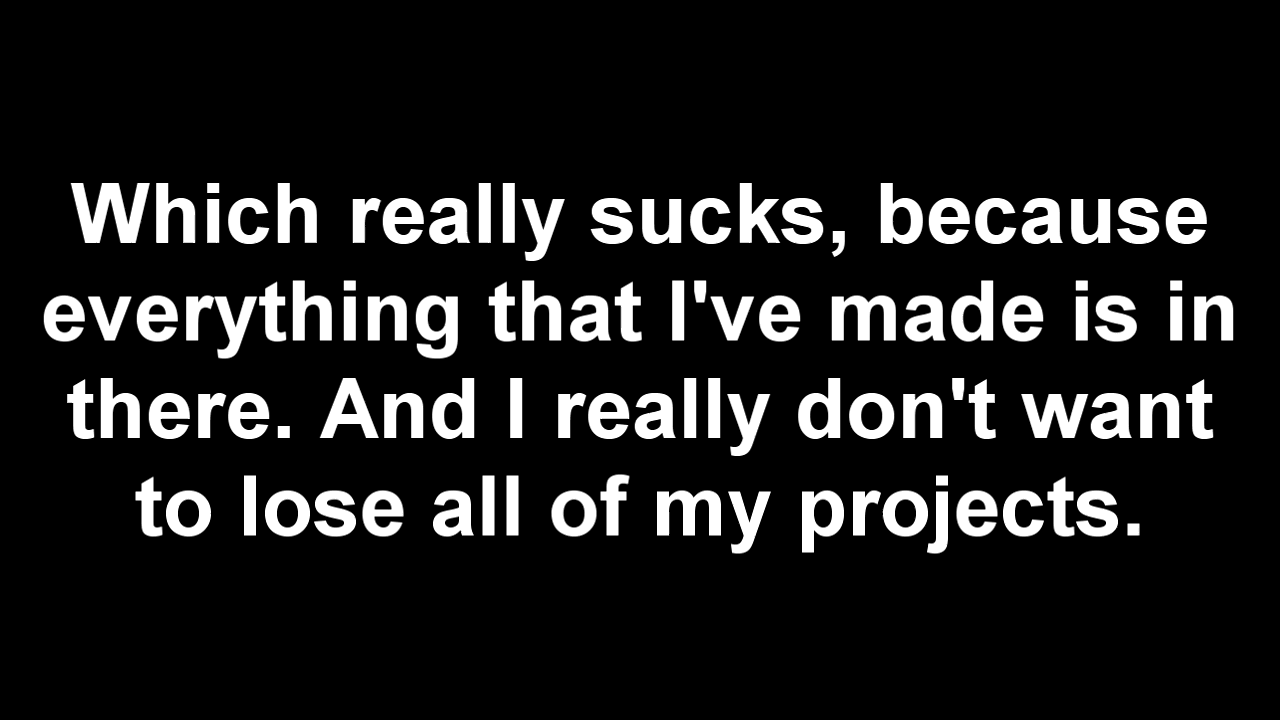 Which really sucks, because
everything that I've made is in
there. And I really don't want
to lose all of my projects.